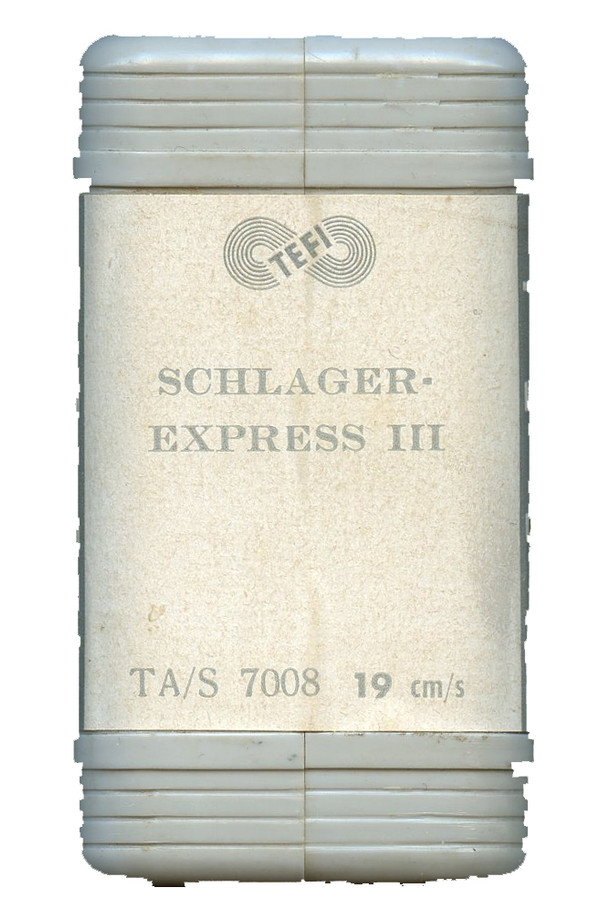 TEFI
SCHLAGER-
EXPRESS III
TA/S 7008 19 cm/s